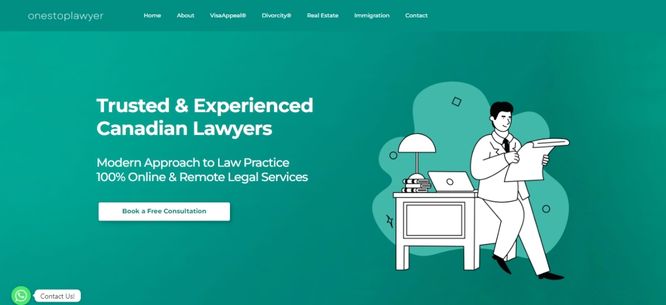 onestoplawyer Home About VisaAppeal® Divorcity® Real Estate Immigration Contact
Trusted & Experienced
Canadian Lawyers
Modern Approach to Law Practice
100% Online & Remote Legal Services
Book a Free Consultation
Contact Us!